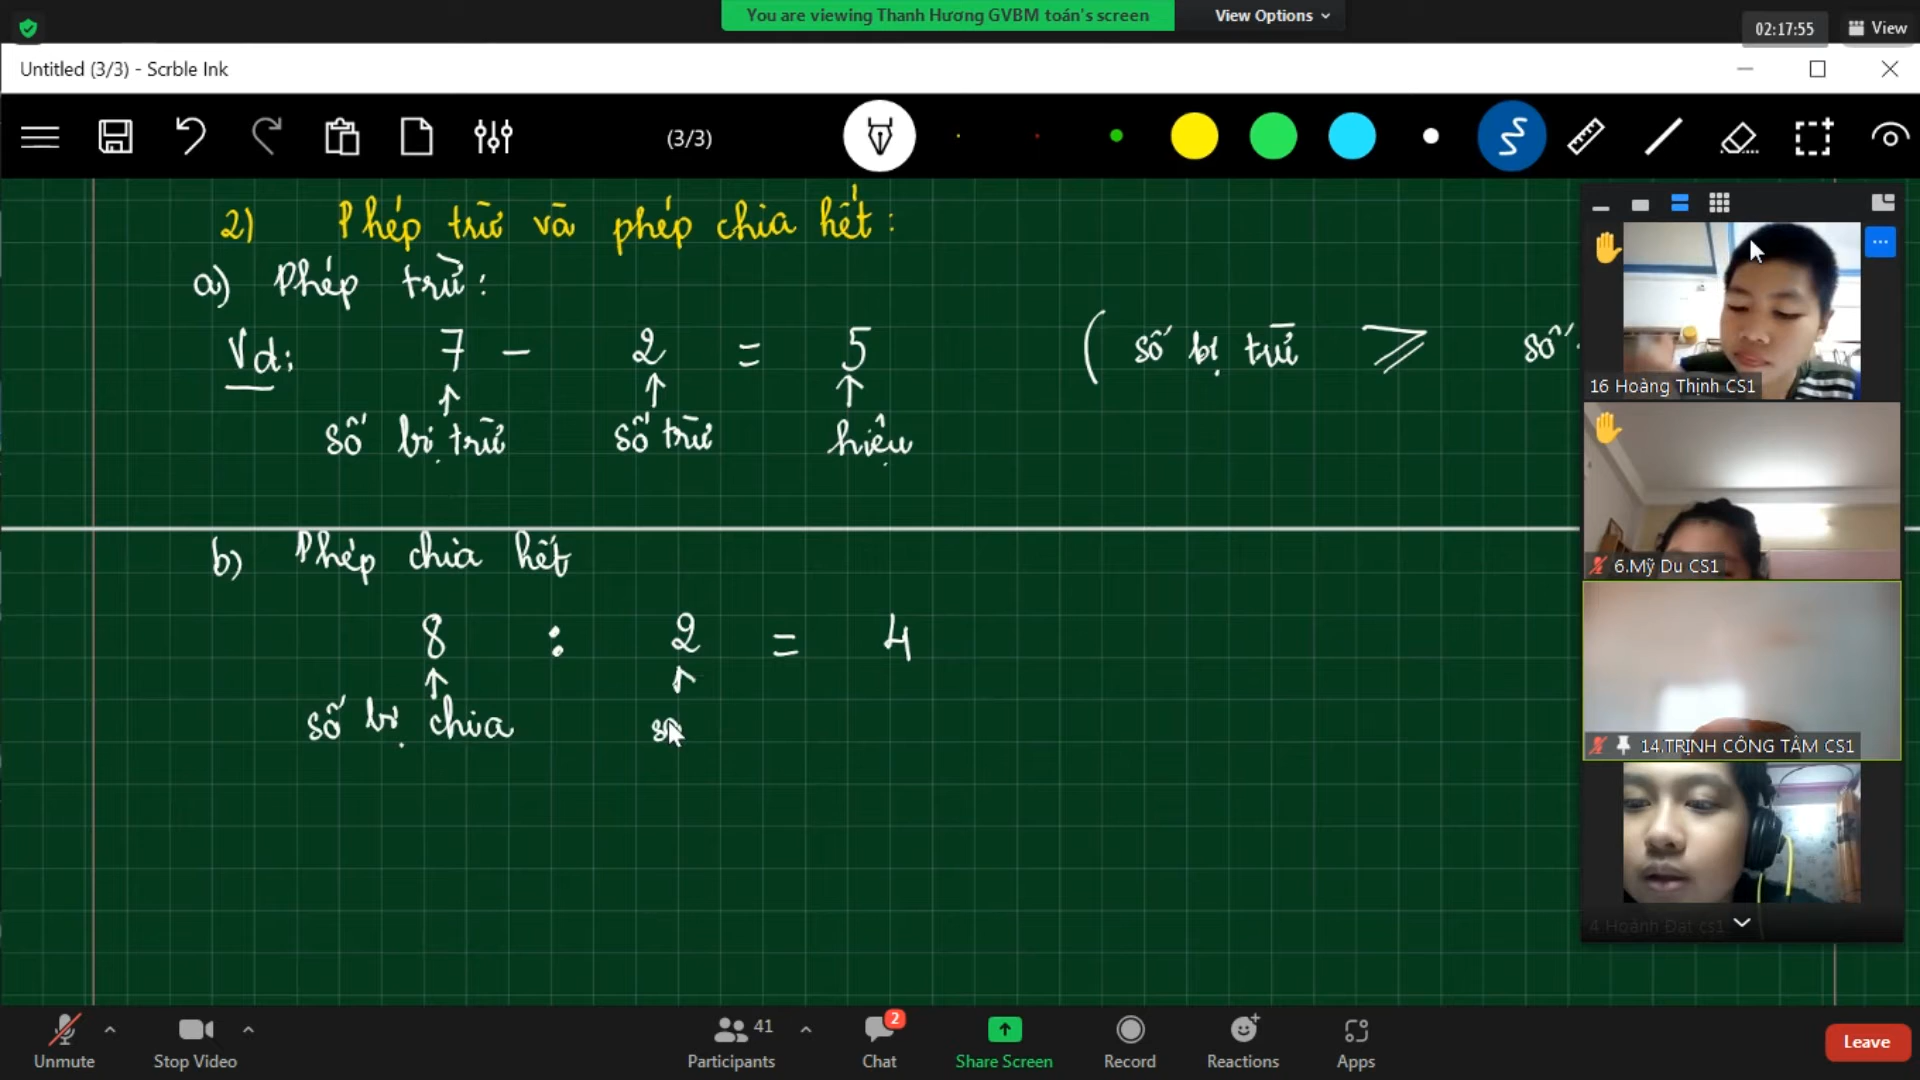 You are viewing Thanh Hương GVBM toán's screen
View Options
02:17:55
View
Untitled (3/3) - Scrble Ink
(3/3)
2) Phép trừ và phép chia hết:
a) Phép trừ:
Vd: 7 - 2 = 5 ( số bị trừ ⩾ số
số bị trừ số trừ hiệu
b) Phép chia hết
8 : 2 = 4
số bị chia
16 Hoàng Thịnh CS1
6.Mỹ Du CS1
14.TRỊNH CÔNG TÂM CS1
4.Hoành Đạt cs1
Unmute
Stop Video
41
Participants
2
Chat
Share Screen
Record
Reactions
Apps
Leave